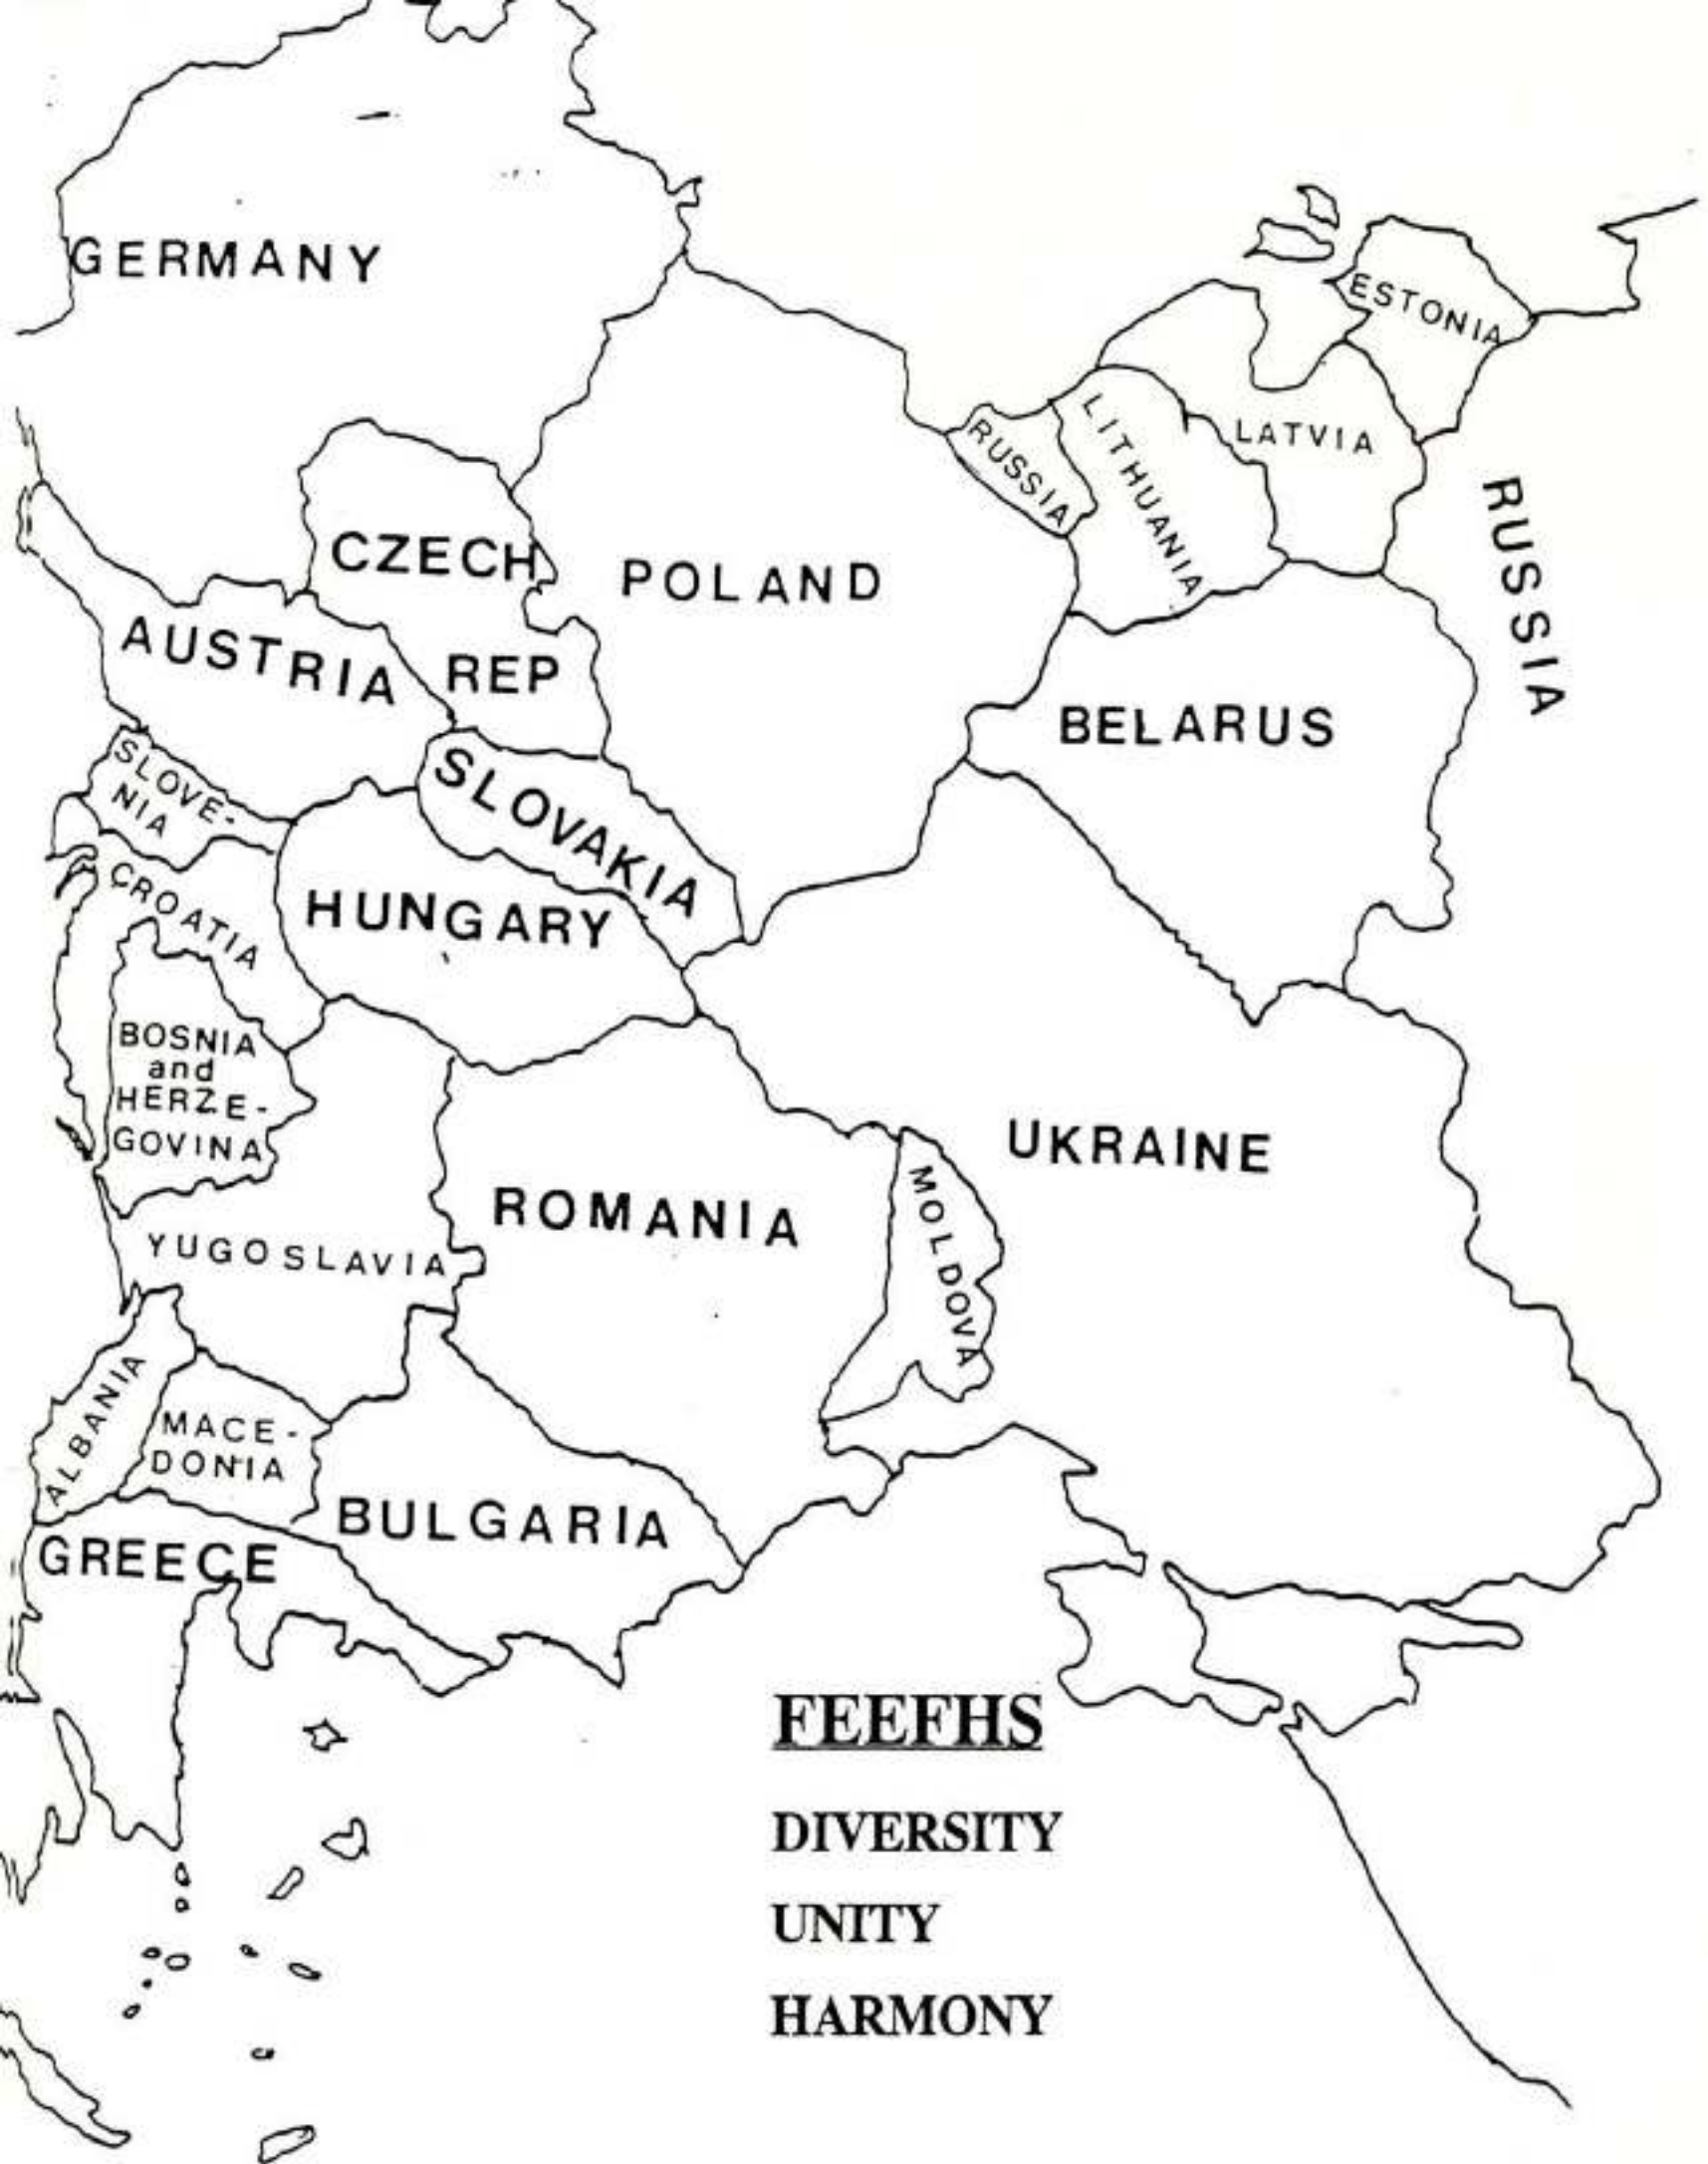 GERMANY
ESTONIA
LATVIA
LITHUANIA
RUSSIA
RUSSIA
CZECH
REP
POLAND
AUSTRIA
BELARUS
SLOVE-
NIA
SLOVAKIA
CROATIA
HUNGARY
BOSNIA
and
HERZE-
GOVINA
UKRAINE
ROMANIA
MOLDOVA
YUGOSLAVIA
ALBANIA
MACE-
DONIA
BULGARIA
GREECE
FEEFHS
DIVERSITY
UNITY
HARMONY